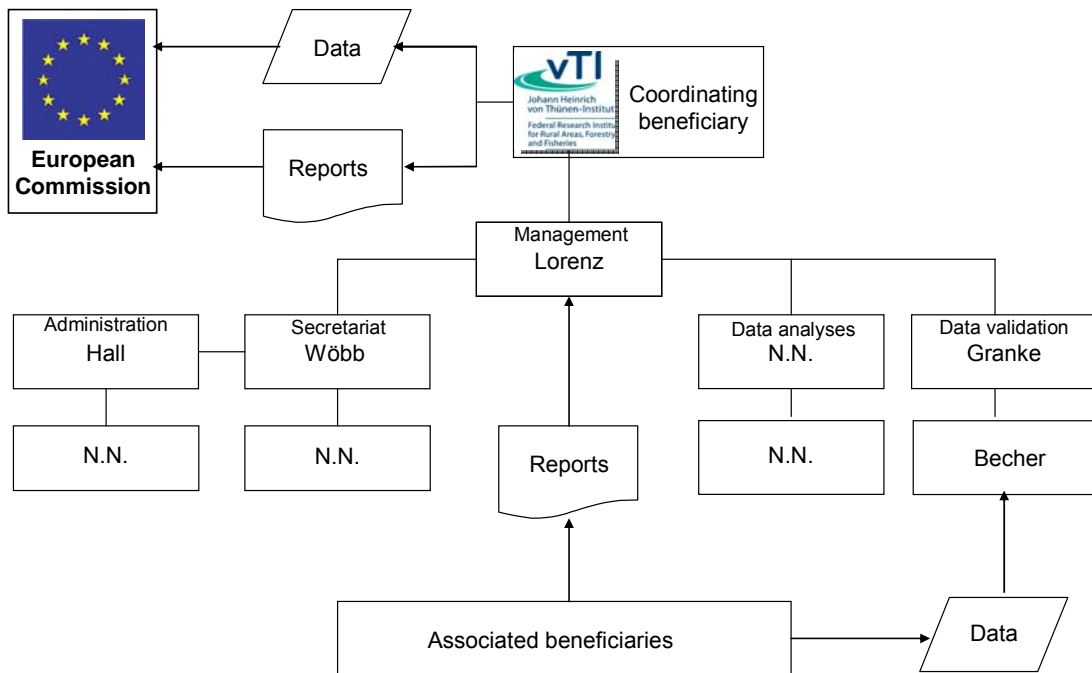 European
Commission
Data
Reports
vTI
Johann Heinrich
von Thünen-Institut
Federal Research Institu
for Rural Areas, Forestry
and Fisheries
Coordinating
beneficiary
Management
Lorenz
Administration
Hall
Secretariat
Wöbb
Data analyses
N.N.
Data validation
Granke
N.N.
N.N.
Reports
N.N.
Becher
Associated beneficiaries
Data